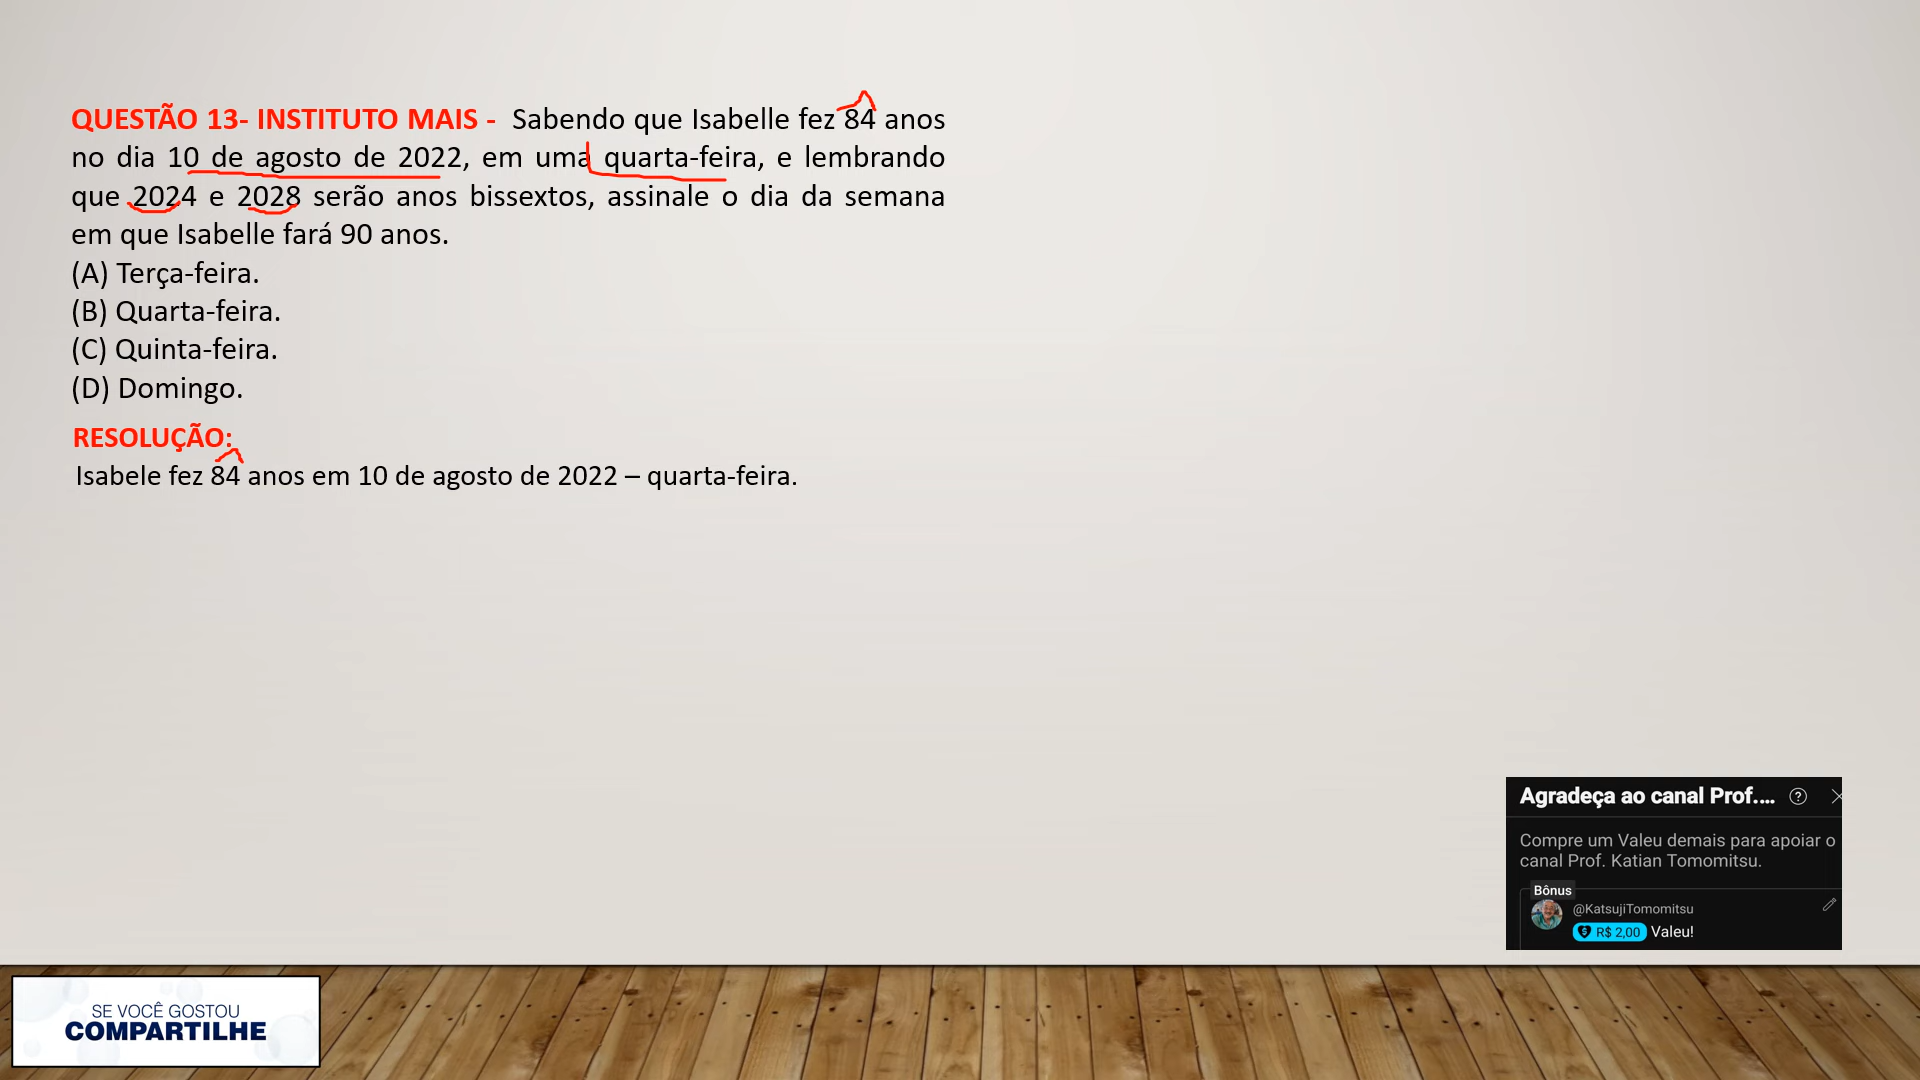 QUESTÃO 13- INSTITUTO MAIS - Sabendo que Isabelle fez 84 anos
no dia 10 de agosto de 2022, em uma quarta-feira, e lembrando
que 2024 e 2028 serão anos bissextos, assinale o dia da semana
em que Isabelle fará 90 anos.
(A) Terça-feira.
(B) Quarta-feira.
(C) Quinta-feira.
(D) Domingo.
RESOLUÇÃO:
Isabele fez 84 anos em 10 de agosto de 2022 – quarta-feira.
Agradeça ao canal Prof....
Compre um Valeu demais para apoiar o
canal Prof. Katian Tomomitsu.
Bônus
@KatsujiTomomitsu
R$ 2,00 Valeu!
SE VOCÊ GOSTOU
COMPARTILHE